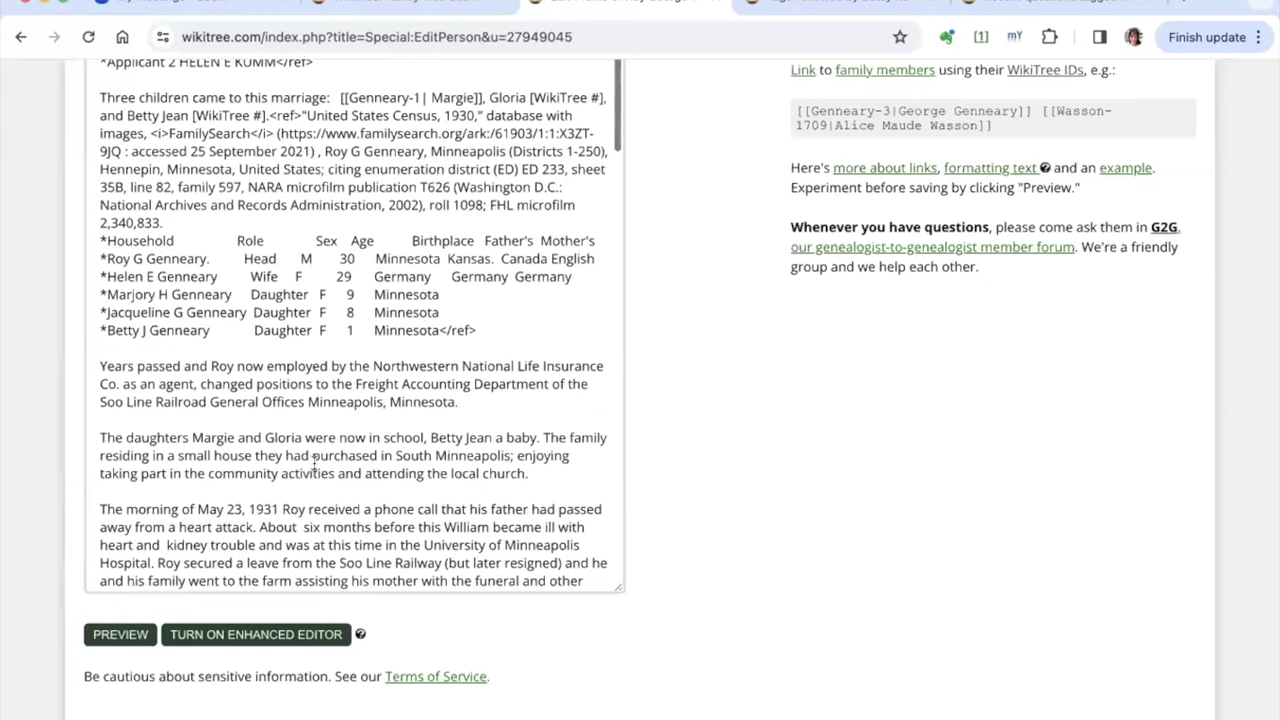 wikitree.com/index.php?title=Special:EditPerson&u=27949045
[1]
mY
Finish update
*Applicant 2 HELEN E KUMM</ref>
Three children came to this marriage: [[Genneary-1| Margie]], Gloria [WikiTree #],
and Betty Jean [WikiTree #].<ref>"United States Census, 1930," database with
images, <i>FamilySearch</i> (https://www.familysearch.org/ark:/61903/1:1:X3ZT-
9JQ : accessed 25 September 2021) , Roy G Genneary, Minneapolis (Districts 1-250),
Hennepin, Minnesota, United States; citing enumeration district (ED) ED 233, sheet
35B, line 82, family 597, NARA microfilm publication T626 (Washington D.C.:
National Archives and Records Administration, 2002), roll 1098; FHL microfilm
2,340,833.
*Household Role Sex Age Birthplace Father's Mother's
*Roy G Genneary. Head M 30 Minnesota Kansas. Canada English
*Helen E Genneary Wife F 29 Germany Germany Germany
*Marjory H Genneary Daughter F 9 Minnesota
*Jacqueline G Genneary Daughter F 8 Minnesota
*Betty J Genneary Daughter F 1 Minnesota</ref>
Years passed and Roy now employed by the Northwestern National Life Insurance
Co. as an agent, changed positions to the Freight Accounting Department of the
Soo Line Railroad General Offices Minneapolis, Minnesota.
The daughters Margie and Gloria were now in school, Betty Jean a baby. The family
residing in a small house they had purchased in South Minneapolis; enjoying
taking part in the community activities and attending the local church.
The morning of May 23, 1931 Roy received a phone call that his father had passed
away from a heart attack. About six months before this William became ill with
heart and kidney trouble and was at this time in the University of Minneapolis
Hospital. Roy secured a leave from the Soo Line Railway (but later resigned) and he
and his family went to the farm assisting his mother with the funeral and other
PREVIEW
TURN ON ENHANCED EDITOR
?
Be cautious about sensitive information. See our Terms of Service.
Link to family members using their WikiTree IDs, e.g.:
[[Genneary-3|George Genneary]] [[Wasson-
1709|Alice Maude Wasson]]
Here's more about links, formatting text ? and an example.
Experiment before saving by clicking "Preview."
Whenever you have questions, please come ask them in G2G,
our genealogist-to-genealogist member forum. We're a friendly
group and we help each other.